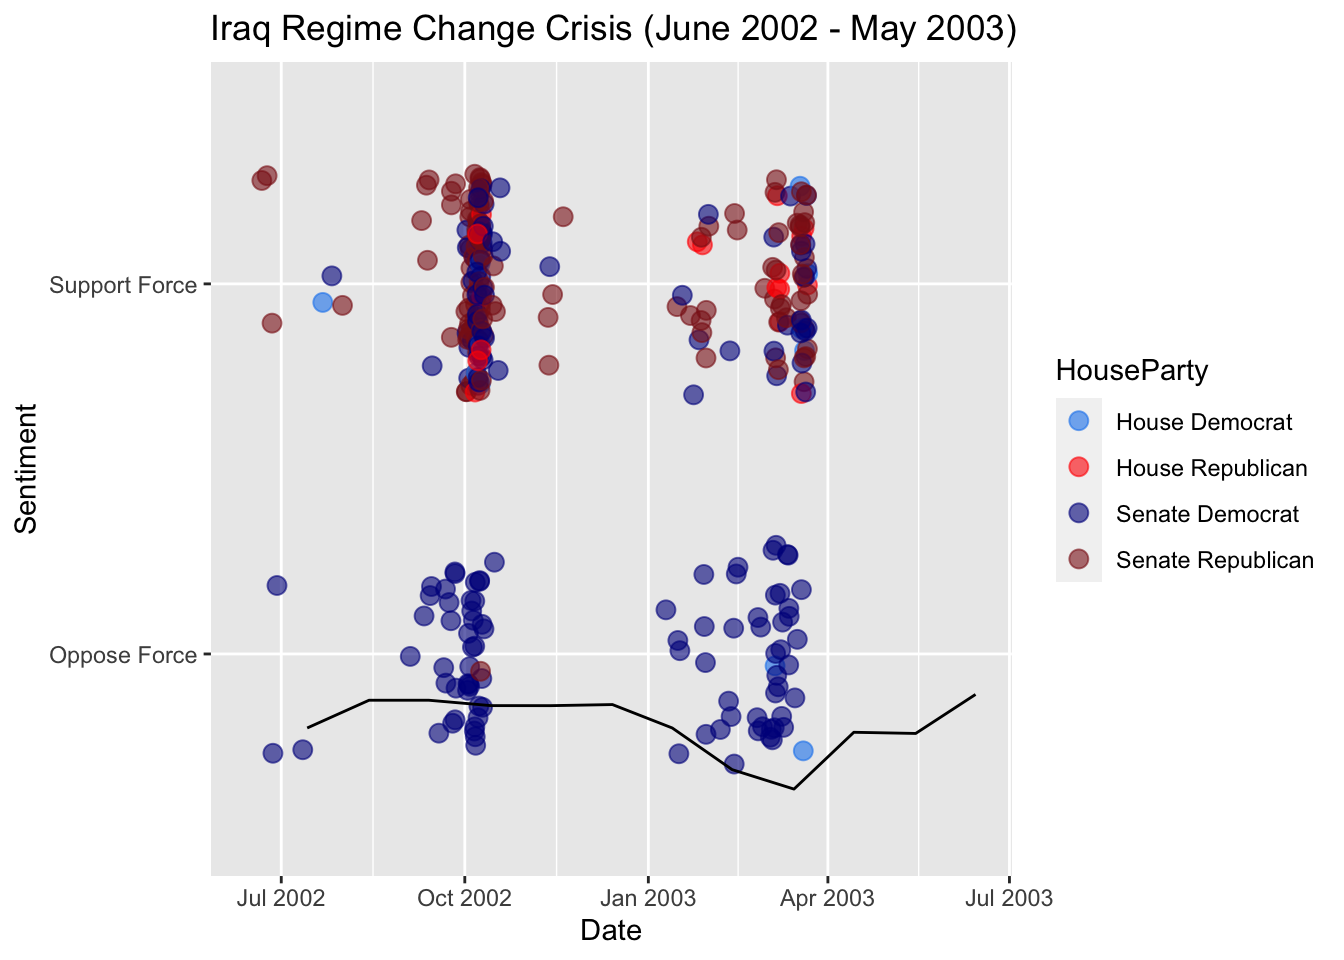 Iraq Regime Change Crisis (June 2002 - May 2003)
Support Force
Oppose Force
Sentiment
Jul 2002
Oct 2002
Jan 2003
Apr 2003
Jul 2003
Date
HouseParty
House Democrat
House Republican
Senate Democrat
Senate Republican